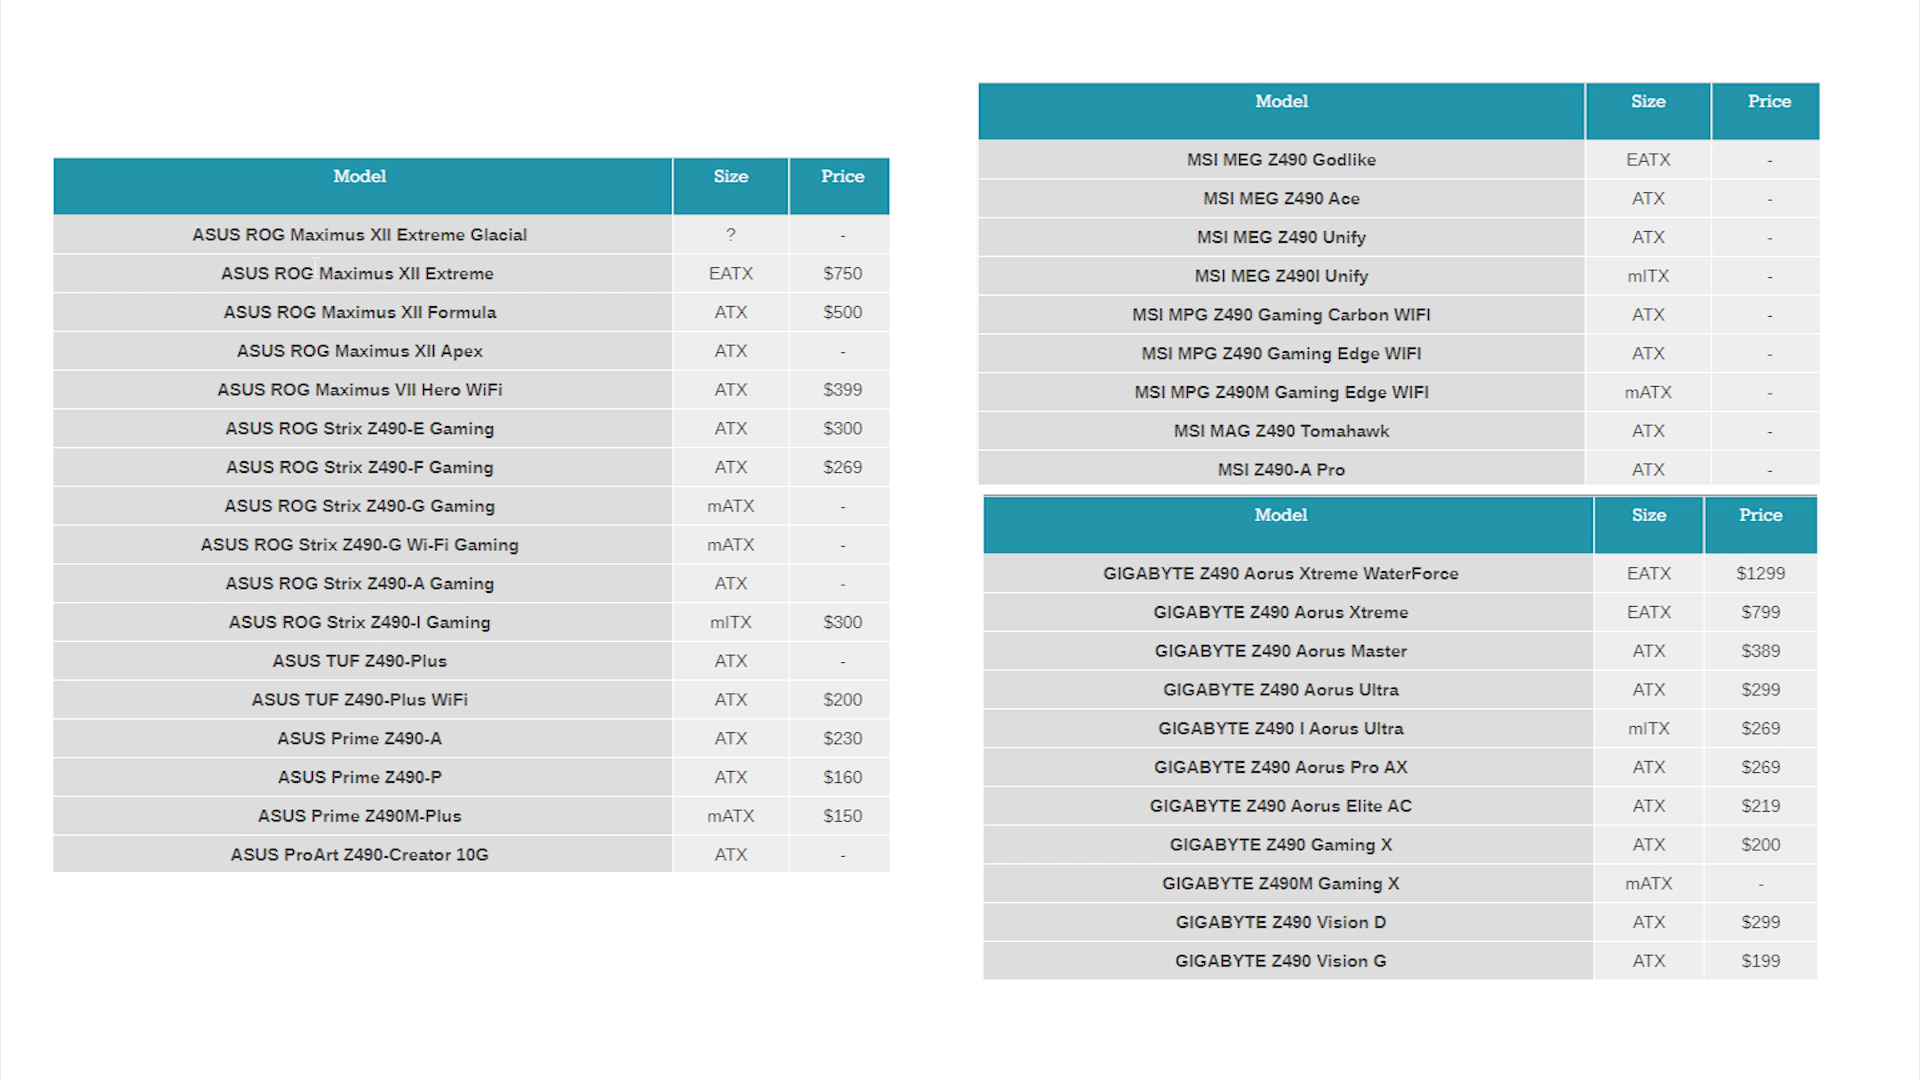 Model Size Price
ASUS ROG Maximus XII Extreme Glacial ? -
ASUS ROG Maximus XII Extreme EATX $750
ASUS ROG Maximus XII Formula ATX $500
ASUS ROG Maximus XII Apex ATX -
ASUS ROG Maximus VII Hero WiFi ATX $399
ASUS ROG Strix Z490-E Gaming ATX $300
ASUS ROG Strix Z490-F Gaming ATX $269
ASUS ROG Strix Z490-G Gaming mATX -
ASUS ROG Strix Z490-G Wi-Fi Gaming mATX -
ASUS ROG Strix Z490-A Gaming ATX -
ASUS ROG Strix Z490-I Gaming mITX $300
ASUS TUF Z490-Plus ATX -
ASUS TUF Z490-Plus WiFi ATX $200
ASUS Prime Z490-A ATX $230
ASUS Prime Z490-P ATX $160
ASUS Prime Z490M-Plus mATX $150
ASUS ProArt Z490-Creator 10G ATX -
Model Size Price
MSI MEG Z490 Godlike EATX -
MSI MEG Z490 Ace ATX -
MSI MEG Z490 Unify ATX -
MSI MEG Z490I Unify mITX -
MSI MPG Z490 Gaming Carbon WIFI ATX -
MSI MPG Z490 Gaming Edge WIFI ATX -
MSI MPG Z490M Gaming Edge WIFI mATX -
MSI MAG Z490 Tomahawk ATX -
MSI Z490-A Pro ATX -
Model Size Price
GIGABYTE Z490 Aorus Xtreme WaterForce EATX $1299
GIGABYTE Z490 Aorus Xtreme EATX $799
GIGABYTE Z490 Aorus Master ATX $389
GIGABYTE Z490 Aorus Ultra ATX $299
GIGABYTE Z490 I Aorus Ultra mITX $269
GIGABYTE Z490 Aorus Pro AX ATX $269
GIGABYTE Z490 Aorus Elite AC ATX $219
GIGABYTE Z490 Gaming X ATX $200
GIGABYTE Z490M Gaming X mATX -
GIGABYTE Z490 Vision D ATX $299
GIGABYTE Z490 Vision G ATX $199